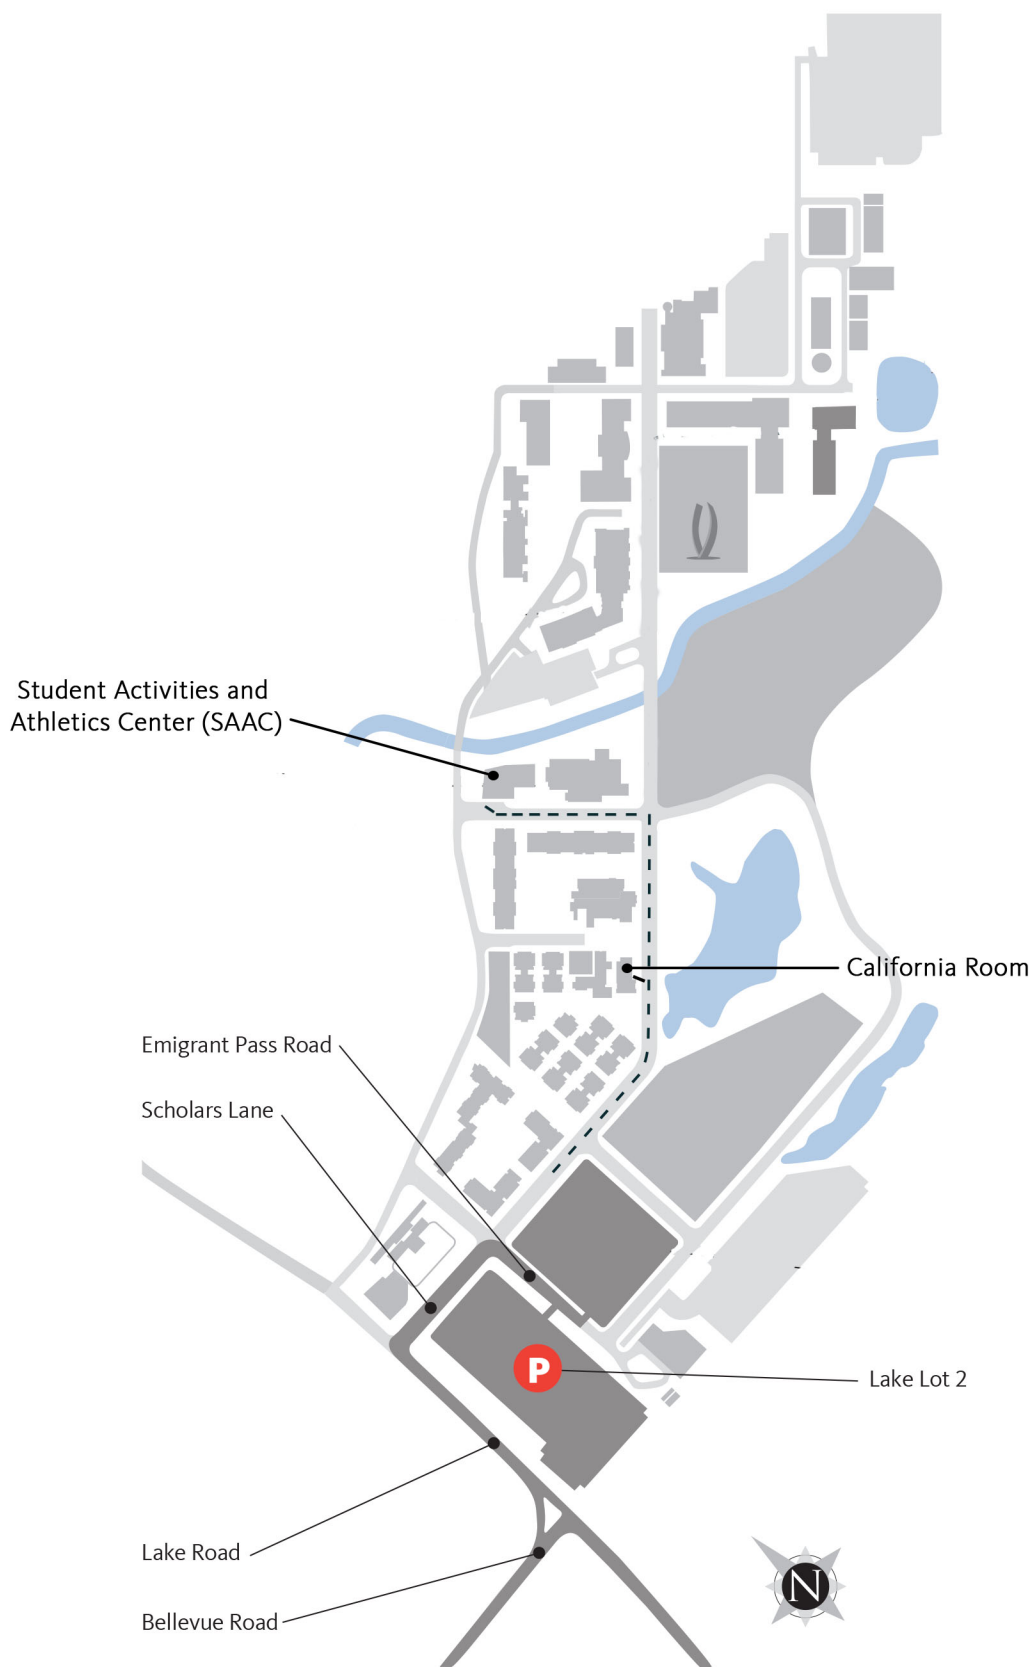 Student Activities and
Athletics Center (SAAC)
California Room
Emigrant Pass Road
Scholars Lane
P
Lake Lot 2
Lake Road
Bellevue Road
N